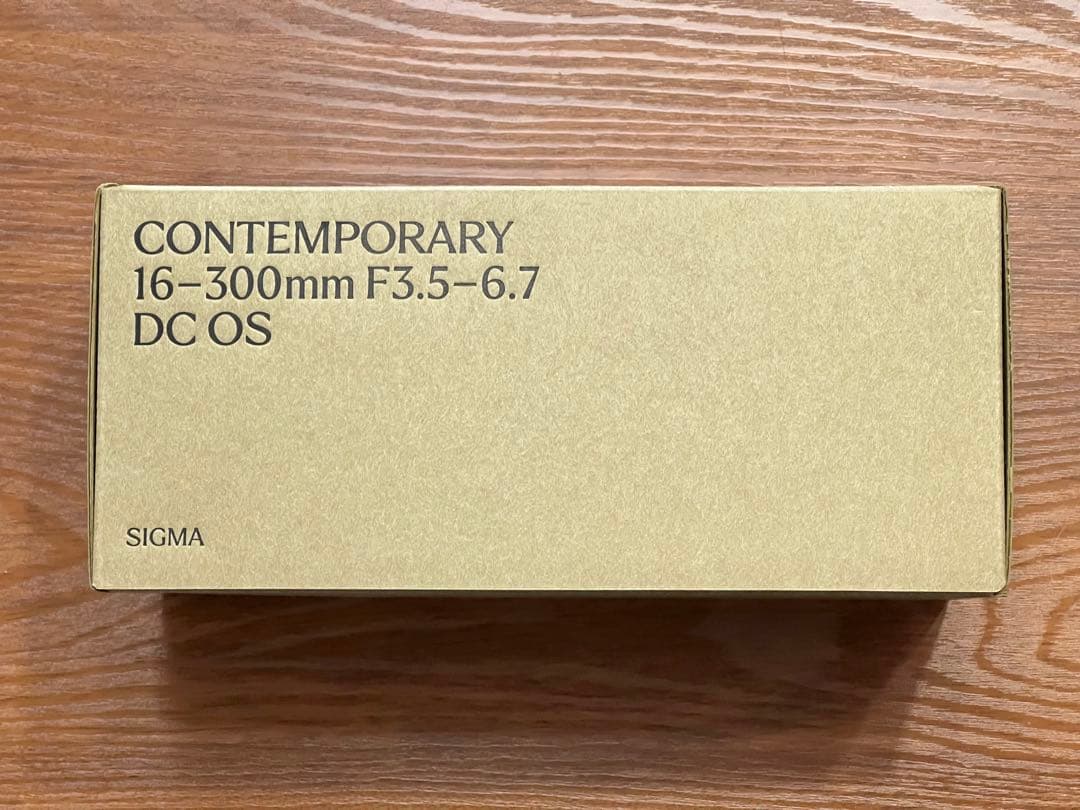 CONTEMPORARY
16–300mm F3.5–6.7
DC OS
SIGMA